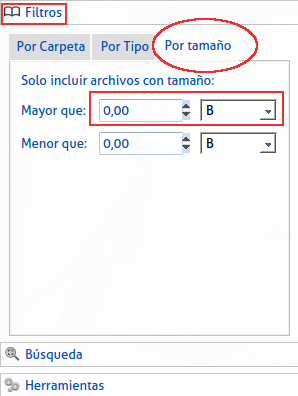 Filtros
Por Carpeta Por Tipo Por tamaño
Solo incluir archivos con tamaño:
Mayor que: 0,00 B
Menor que: 0,00 B
Búsqueda
Herramientas